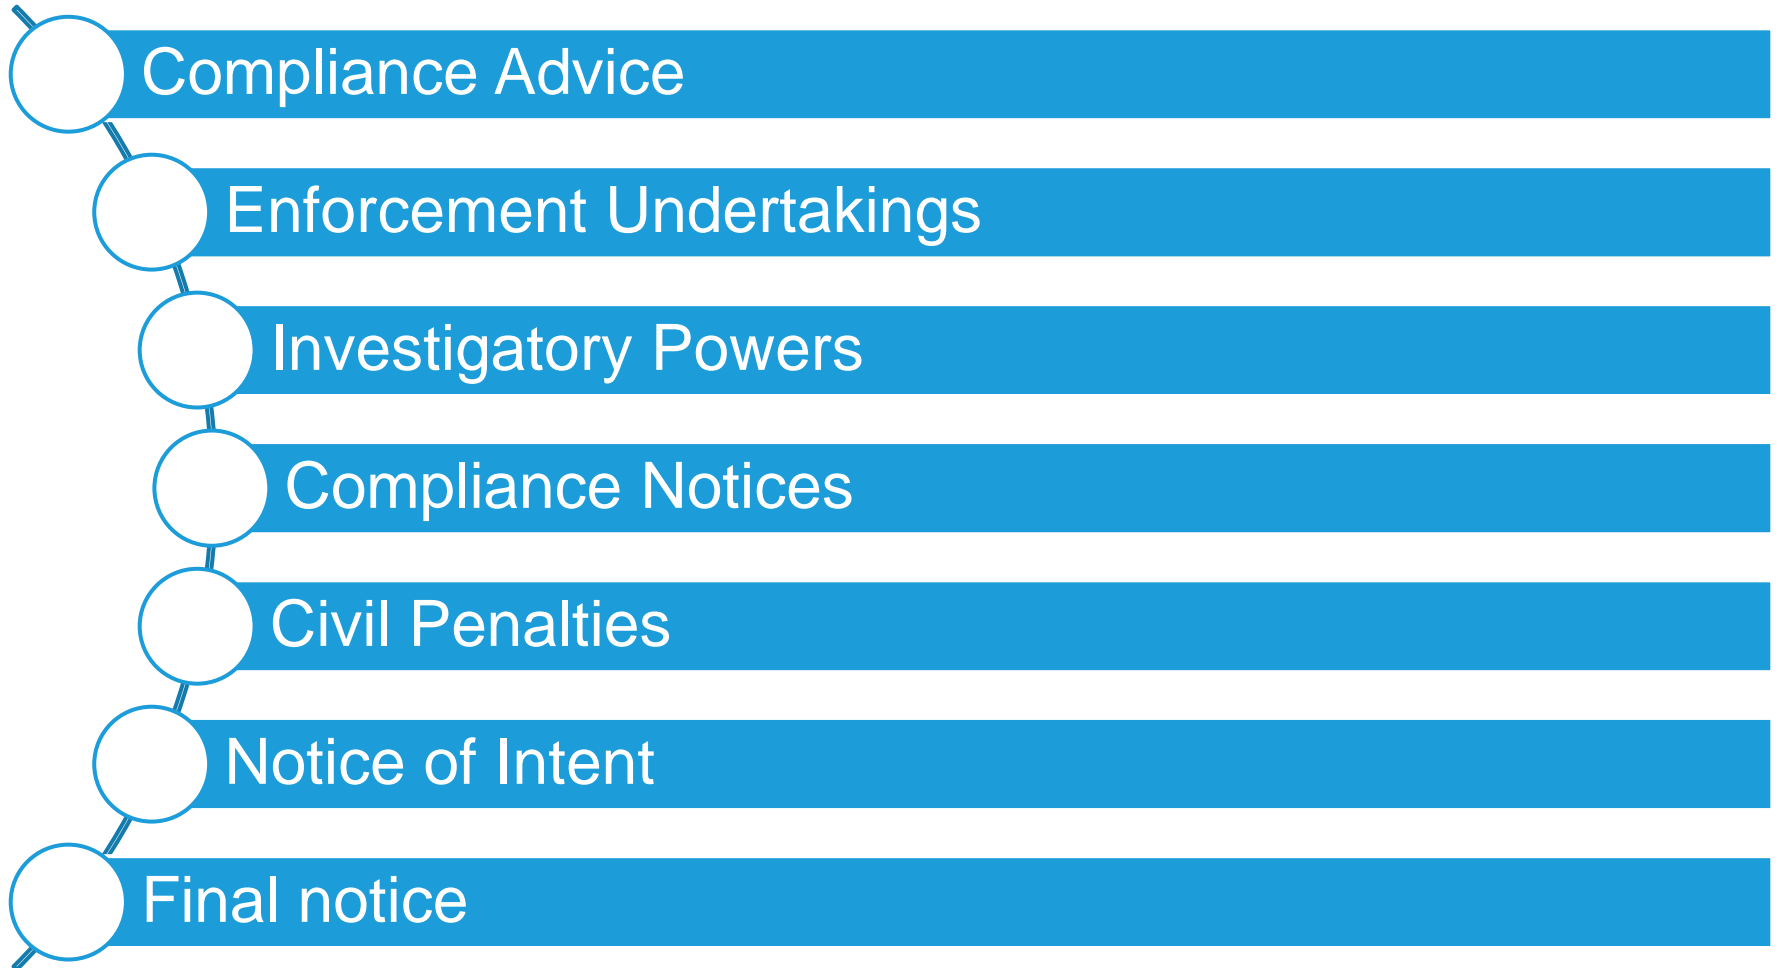 Compliance Advice
Enforcement Undertakings
Investigatory Powers
Compliance Notices
Civil Penalties
Notice of Intent
Final notice